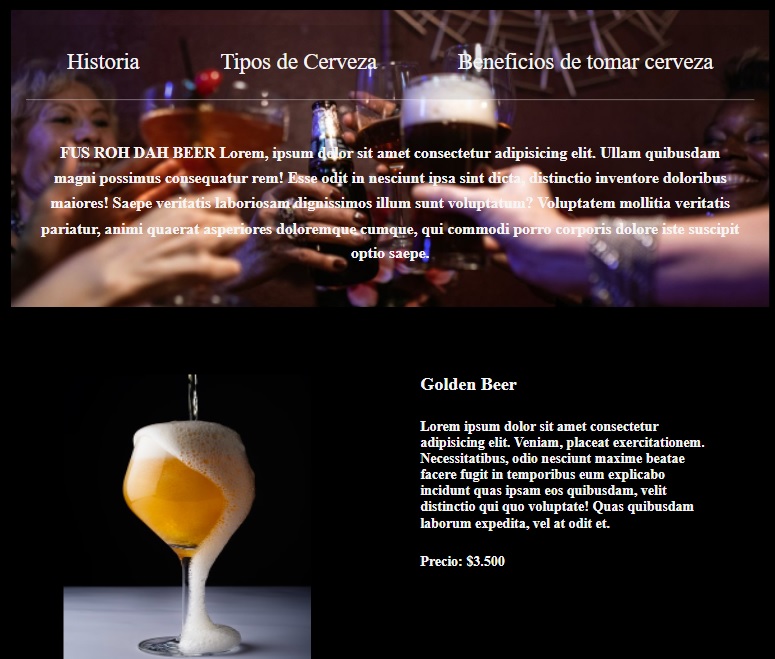 Historia Tipos de Cerveza Beneficios de tomar cerveza
FUS ROH DAH BEER Lorem, ipsum dolor sit amet consectetur adipisicing elit. Ullam quibusdam
magni possimus consequatur rem! Esse odit in nesciunt ipsa sint dicta, distinctio inventore doloribus
maiores! Saepe veritatis laboriosam dignissimos illum sunt voluptatum? Voluptatem mollitia veritatis
pariatur, animi quaerat asperiores doloremque cumque, qui commodi porro corporis dolore iste suscipit
optio saepe.
Golden Beer
Lorem ipsum dolor sit amet consectetur
adipisicing elit. Veniam, placeat exercitationem.
Necessitatibus, odio nesciunt maxime beatae
facere fugit in temporibus eum explicabo
incidunt quas ipsam eos quibusdam, velit
distinctio qui quo voluptate! Quas quibusdam
laborum expedita, vel at odit et.
Precio: $3.500